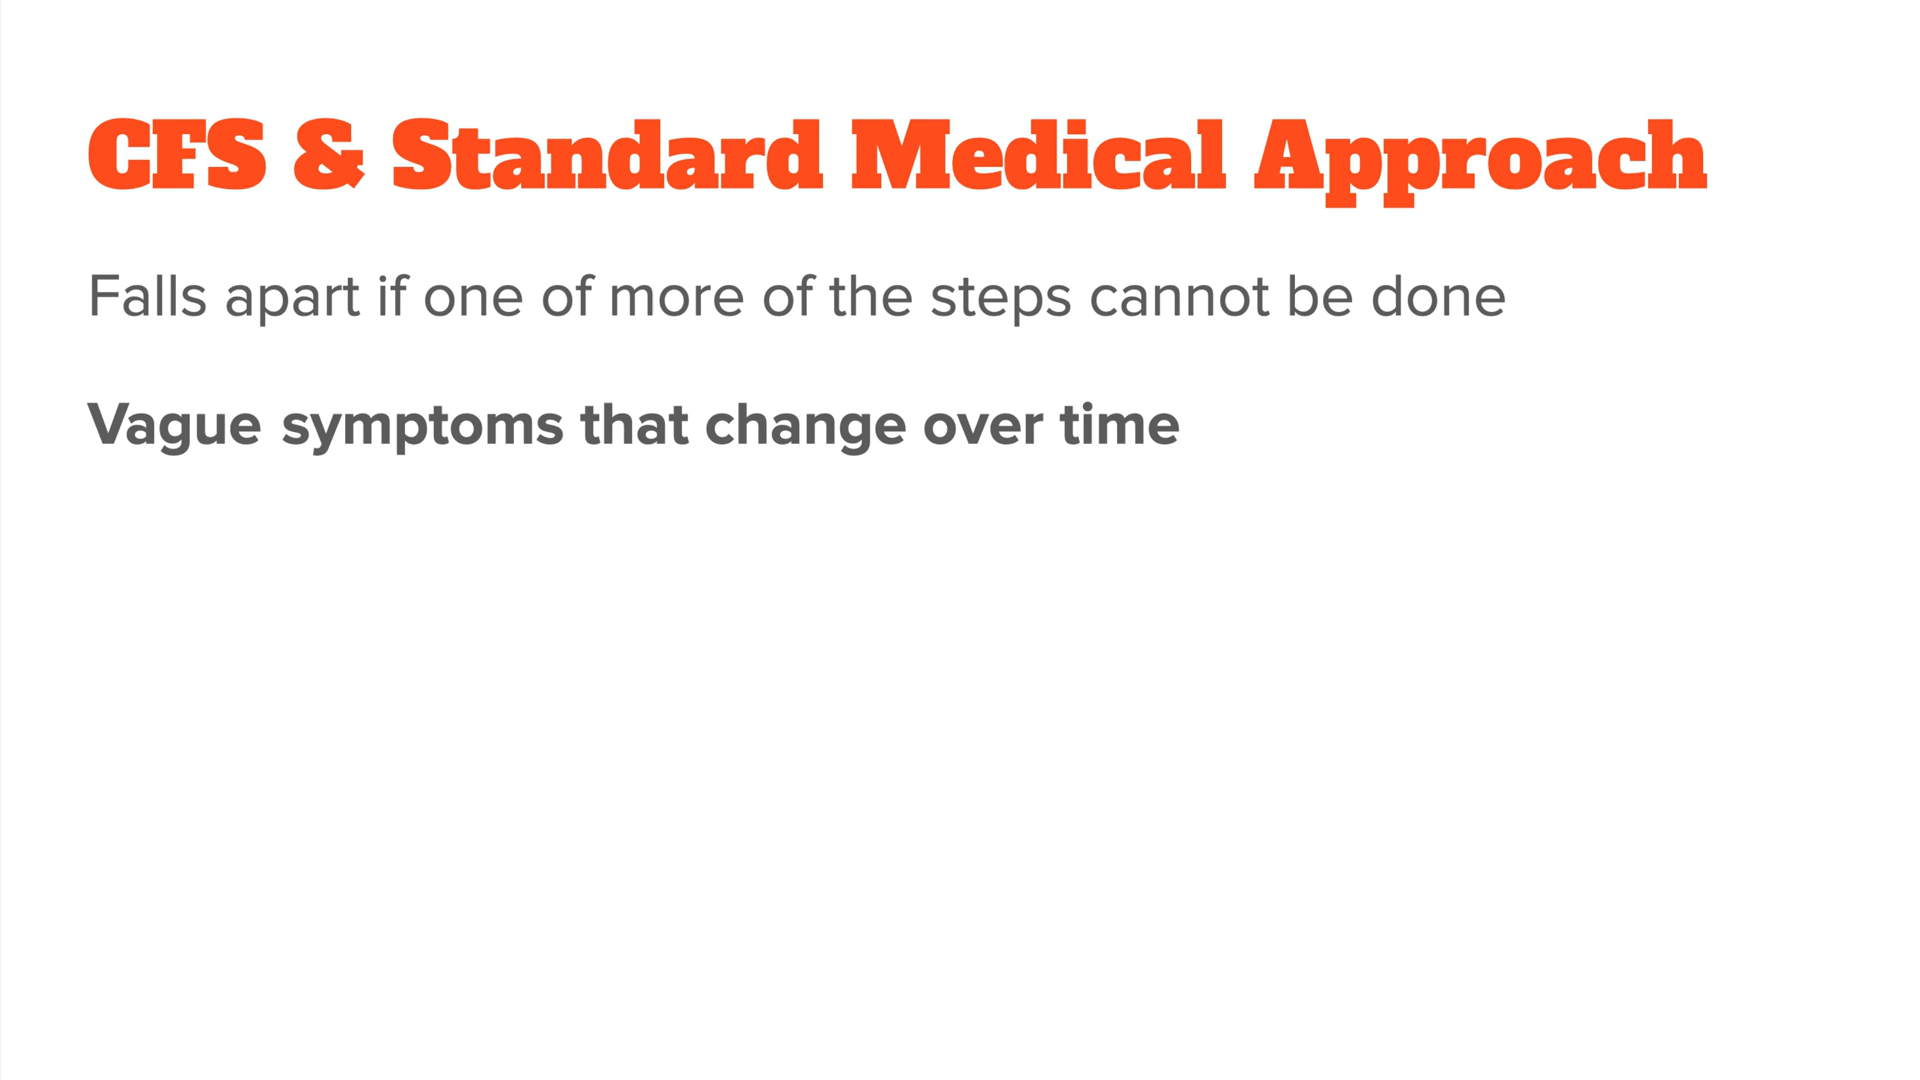 CFS & Standard Medical Approach
Falls apart if one of more of the steps cannot be done
Vague symptoms that change over time